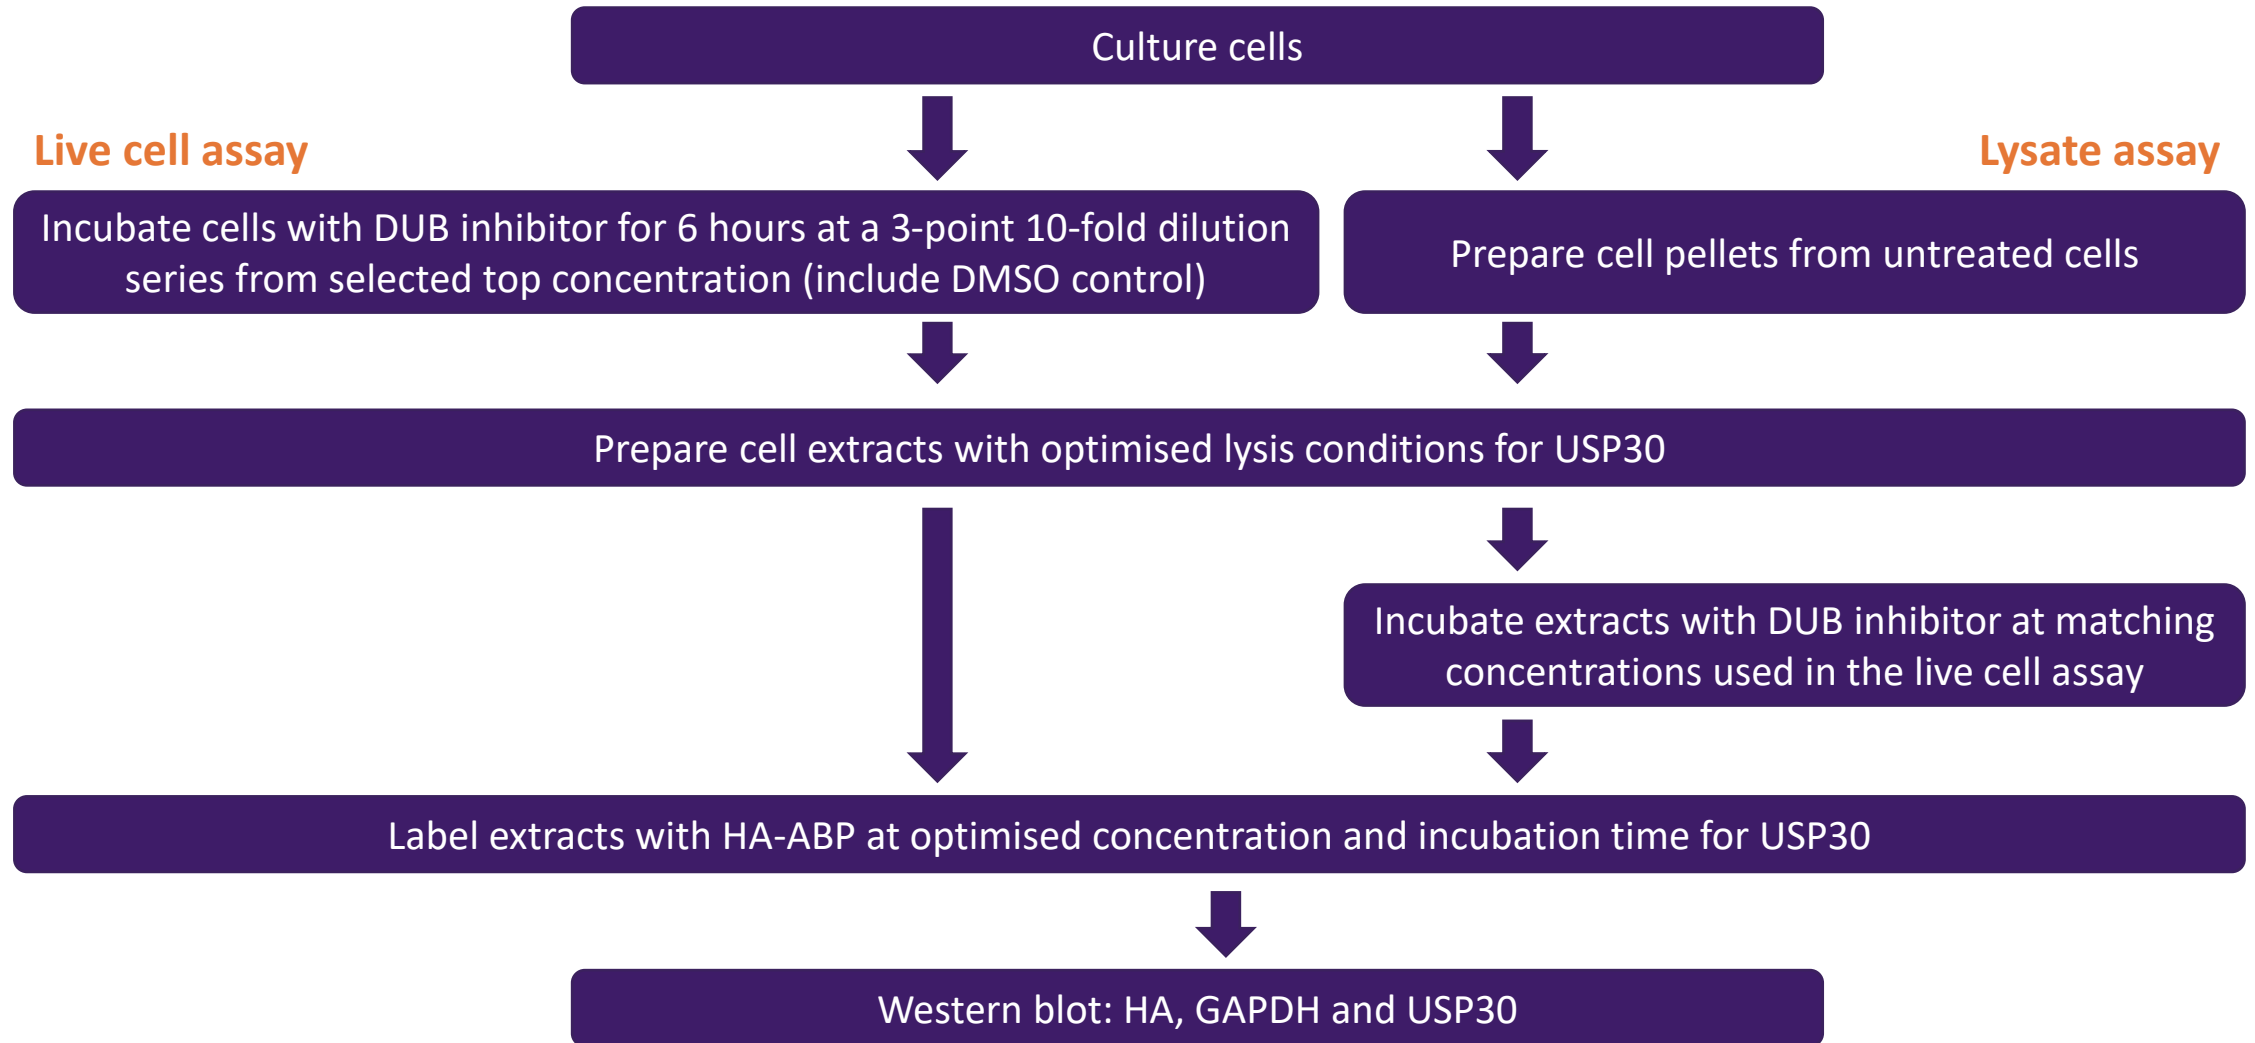 Culture cells
Live cell assay
Lysate assay
Incubate cells with DUB inhibitor for 6 hours at a 3-point 10-fold dilution
series from selected top concentration (include DMSO control)
Prepare cell pellets from untreated cells
Prepare cell extracts with optimised lysis conditions for USP30
Incubate extracts with DUB inhibitor at matching
concentrations used in the live cell assay
Label extracts with HA-ABP at optimised concentration and incubation time for USP30
Western blot: HA, GAPDH and USP30